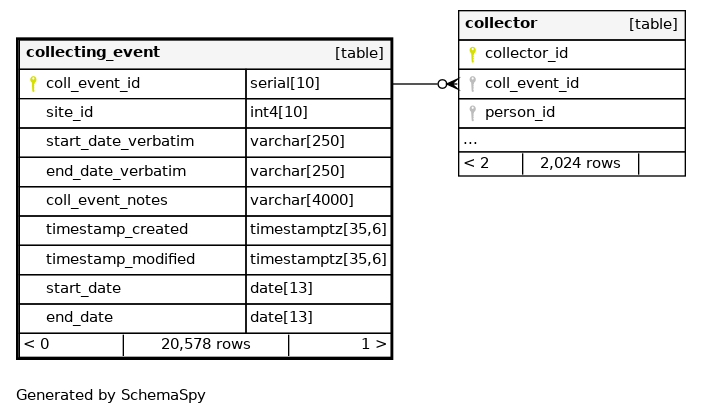 collecting_event [table]
coll_event_id serial[10]
site_id int4[10]
start_date_verbatim varchar[250]
end_date_verbatim varchar[250]
coll_event_notes varchar[4000]
timestamp_created timestamptz[35,6]
timestamp_modified timestamptz[35,6]
start_date date[13]
end_date date[13]
< 0 20,578 rows 1 >
collector [table]
collector_id
coll_event_id
person_id
...
< 2 2,024 rows
Generated by SchemaSpy